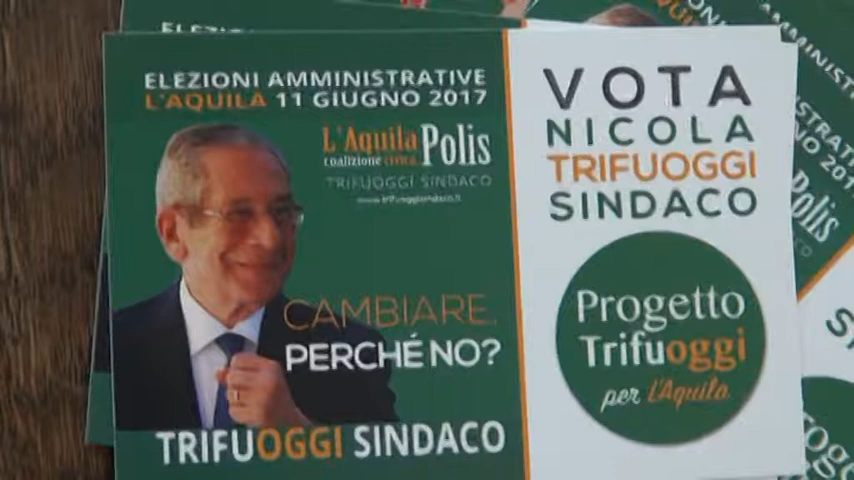 ELEZIONI AMMINISTRATIVE
L'AQUILA 11 GIUGNO 2017
L'Aquila Polis
coalizione civica
TRIFUOGGI SINDACO
www.trifuoggisindaco.it
CAMBIARE.
PERCHÉ NO?
TRIFUOGGI SINDACO
VOTA
NICOLA
TRIFUOGGI
SINDACO
Progetto
Trifuoggi
per L'Aquila